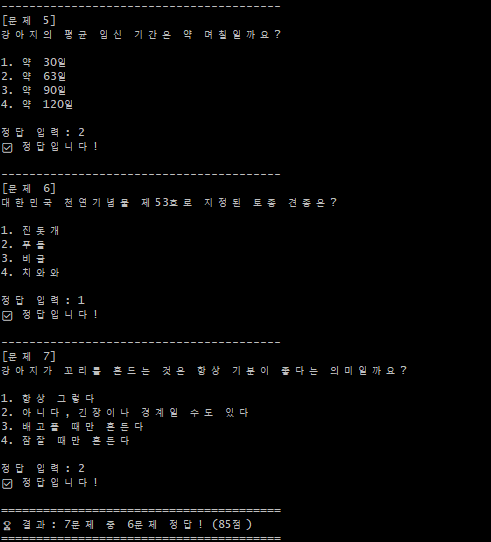 ----------------------------------------
[문제 5]
강아지의 평균 임신 기간은 약 며칠일까요?
1. 약 30일
2. 약 63일
3. 약 90일
4. 약 120일
정답 입력: 2
☑ 정답입니다!
----------------------------------------
[문제 6]
대한민국 천연기념물 제53호로 지정된 토종 견종은?
1. 진돗개
2. 푸들
3. 비글
4. 치와와
정답 입력: 1
☑ 정답입니다!
----------------------------------------
[문제 7]
강아지가 꼬리를 흔드는 것은 항상 기분이 좋다는 의미일까요?
1. 항상 그렇다
2. 아니다, 긴장이나 경계일 수도 있다
3. 배고플 때만 흔든다
4. 잠잘 때만 흔든다
정답 입력: 2
☑ 정답입니다!
========================================
결과: 7문제 중 6문제 정답! (85점)
========================================